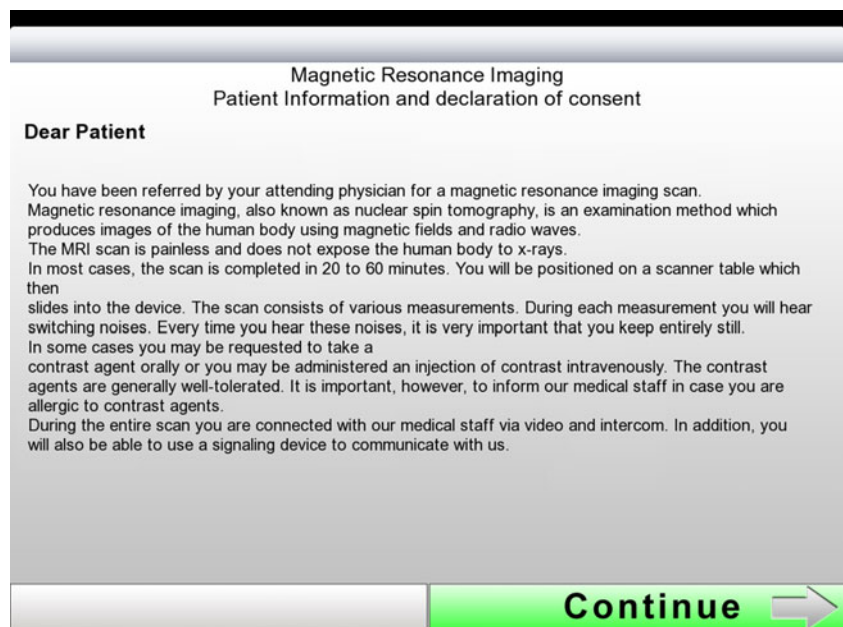 Magnetic Resonance Imaging
Patient Information and declaration of consent
Dear Patient
You have been referred by your attending physician for a magnetic resonance imaging scan.
Magnetic resonance imaging, also known as nuclear spin tomography, is an examination method which
produces images of the human body using magnetic fields and radio waves.
The MRI scan is painless and does not expose the human body to x-rays.
In most cases, the scan is completed in 20 to 60 minutes. You will be positioned on a scanner table which
then
slides into the device. The scan consists of various measurements. During each measurement you will hear
switching noises. Every time you hear these noises, it is very important that you keep entirely still.
In some cases you may be requested to take a
contrast agent orally or you may be administered an injection of contrast intravenously. The contrast
agents are generally well-tolerated. It is important, however, to inform our medical staff in case you are
allergic to contrast agents.
During the entire scan you are connected with our medical staff via video and intercom. In addition, you
will also be able to use a signaling device to communicate with us.
Continue